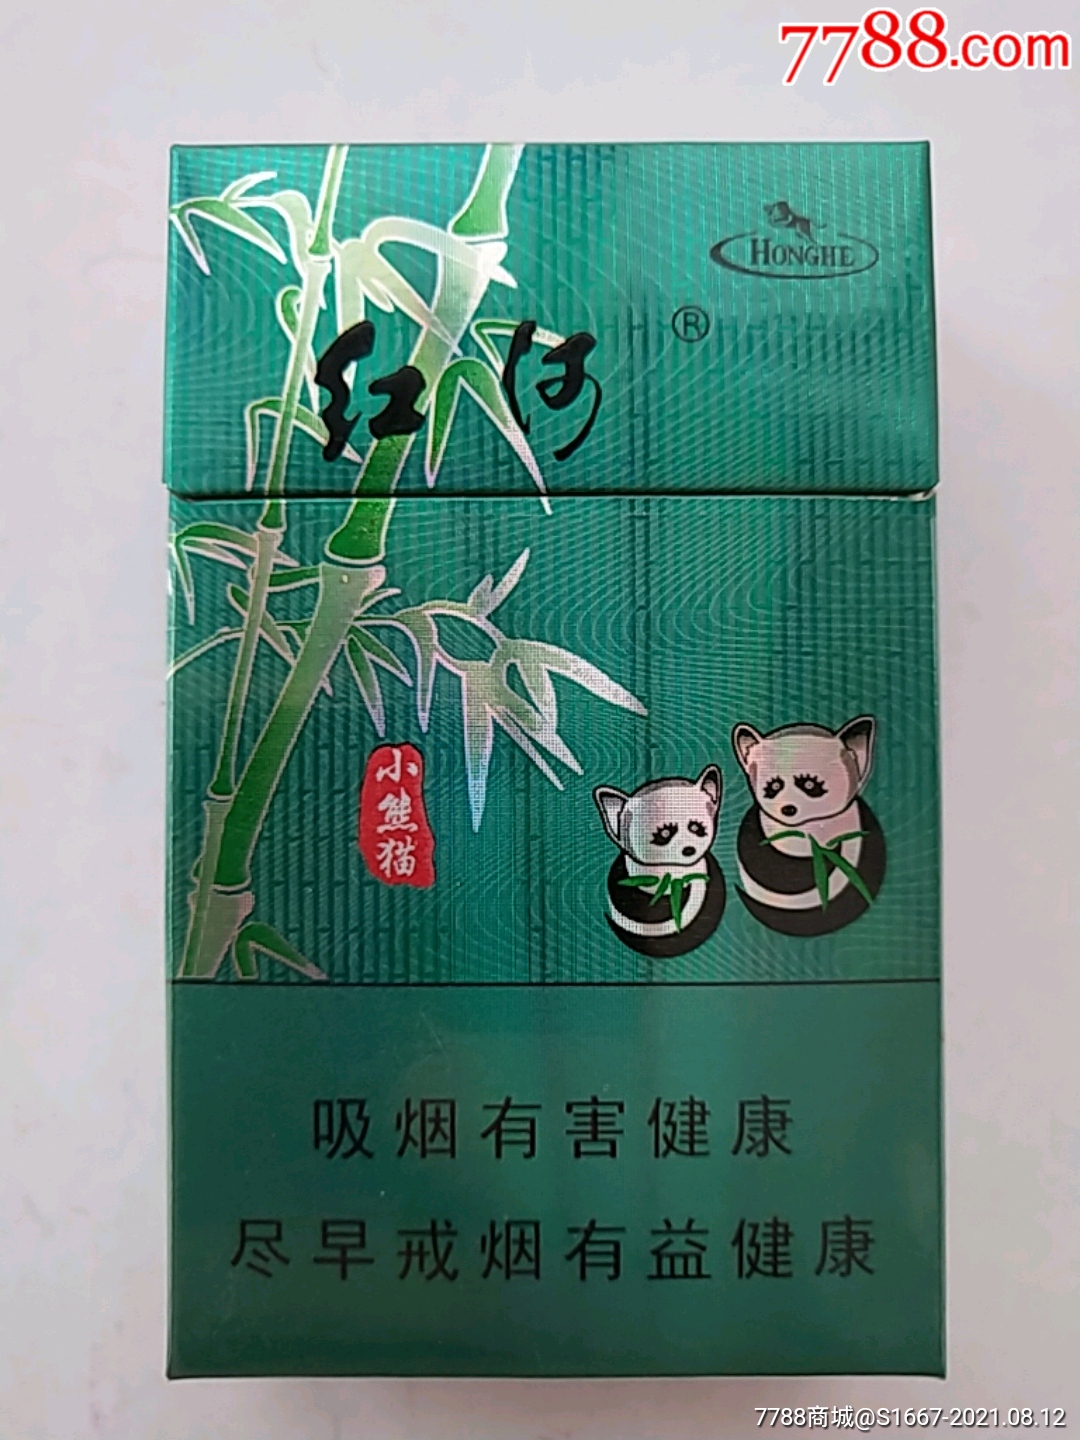 7788.com
HONGHE
®
红河
小熊猫
吸烟有害健康
尽早戒烟有益健康
7788商城@S1667-2021.08.12